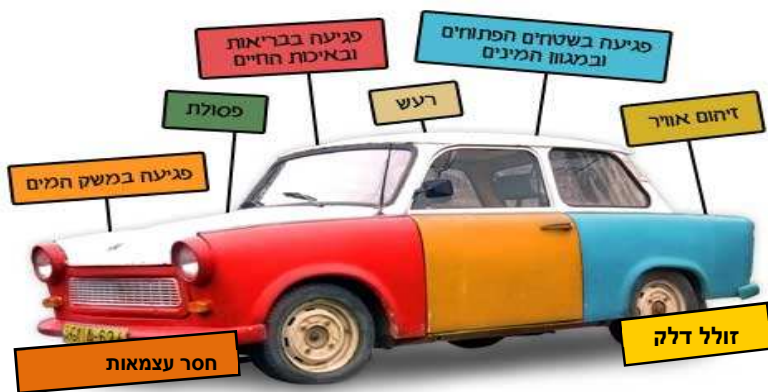 פגיעה בבריאות
ובאיכות החיים
פגיעה בשטחים הפתוחים
ובמגוון המינים
פסולת
רעש
זיהום אוויר
פגיעה במשק המים
זולל דלק
חסר עצמאות